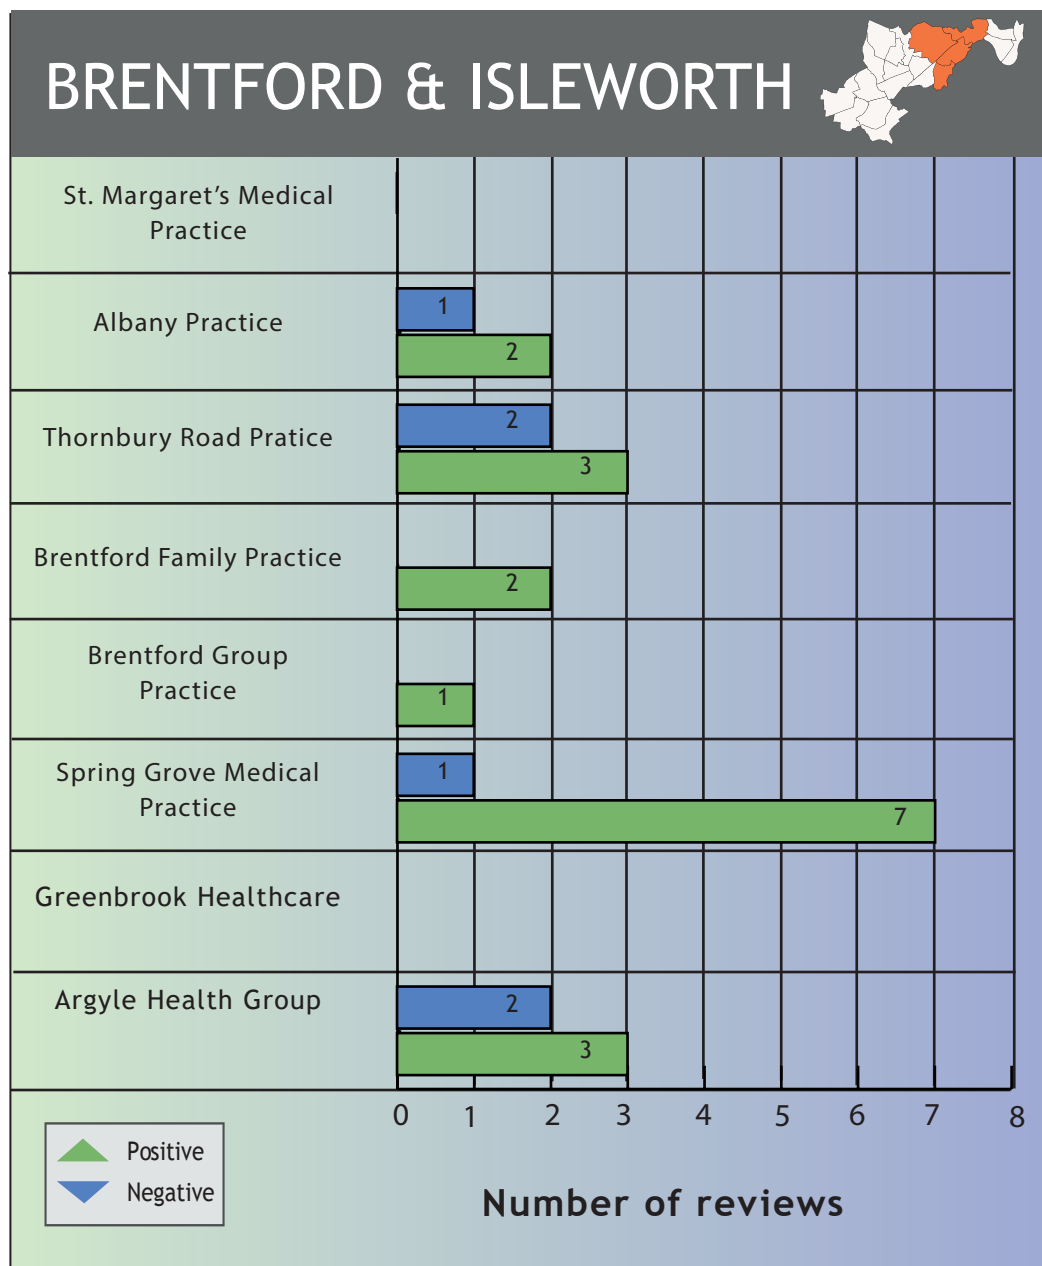 BRENTFORD & ISLEWORTH
St. Margaret’s Medical
Practice
Albany Practice
1
2
Thornbury Road Pratice
2
3
Brentford Family Practice
2
Brentford Group
Practice
1
Spring Grove Medical
Practice
1
7
Greenbrook Healthcare
Argyle Health Group
2
3
0 1 2 3 4 5 6 7 8
Positive
Negative
Number of reviews